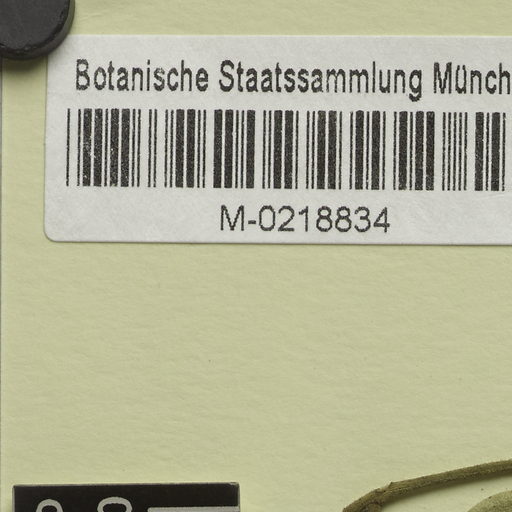 Botanische Staatssammlung Münch
M-0218834